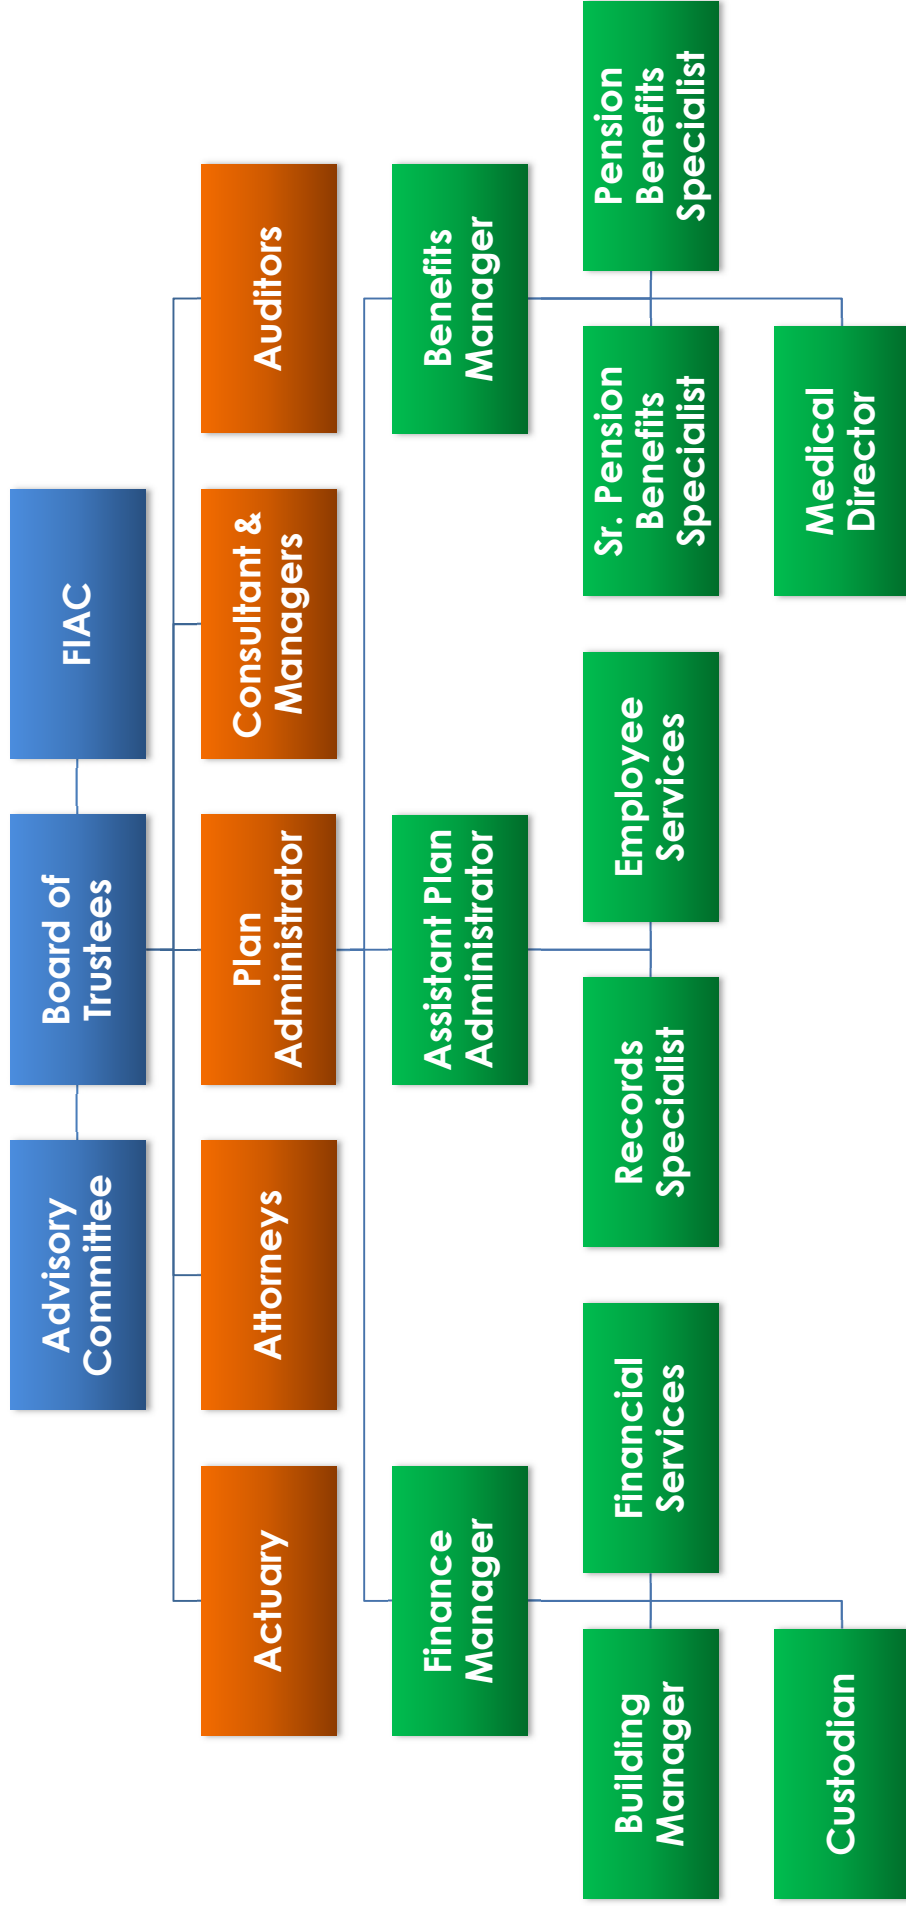 Advisory
Committee
Board of
Trustees
FIAC
Actuary
Attorneys
Plan
Administrator
Consultant &
Managers
Auditors
Finance
Manager
Assistant Plan
Administrator
Benefits
Manager
Building
Manager
Financial
Services
Records
Specialist
Employee
Services
Sr. Pension
Benefits
Specialist
Pension
Benefits
Specialist
Custodian
Medical
Director